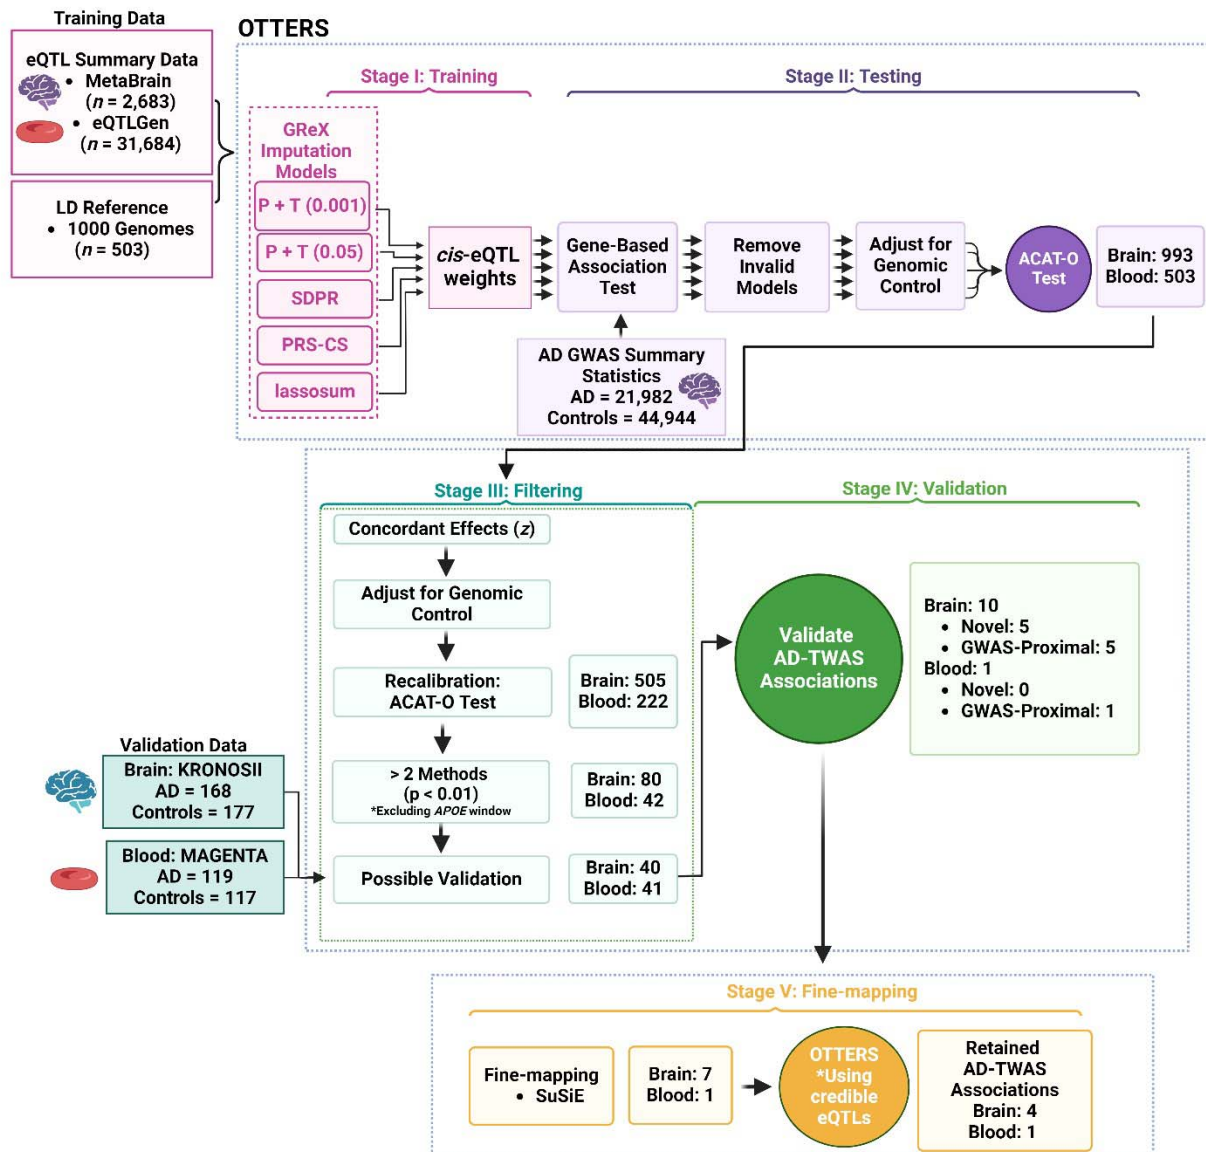 Training Data
OTTERS
eQTL Summary Data
• MetaBrain
(n = 2,683)
• eQTLGen
(n = 31,684)
LD Reference
• 1000 Genomes
(n = 503)
Stage I: Training
Stage II: Testing
GReX
Imputation
Models
P + T (0.001)
P + T (0.05)
SDPR
PRS-CS
lassosum
cis-eQTL
weights
Gene-Based
Association
Test
Remove
Invalid
Models
Adjust for
Genomic
Control
ACAT-O
Test
Brain: 993
Blood: 503
AD GWAS Summary
Statistics
AD = 21,982
Controls = 44,944
Stage III: Filtering
Stage IV: Validation
Concordant Effects (z)
Adjust for Genomic
Control
Recalibration:
ACAT-O Test
Brain: 505
Blood: 222
> 2 Methods
(p < 0.01)
*Excluding APOE window
Brain: 80
Blood: 42
Possible Validation
Brain: 40
Blood: 41
Validation Data
Brain: KRONOSII
AD = 168
Controls = 177
Blood: MAGENTA
AD = 119
Controls = 117
Validate
AD-TWAS
Associations
Brain: 10
• Novel: 5
• GWAS-Proximal: 5
Blood: 1
• Novel: 0
• GWAS-Proximal: 1
Stage V: Fine-mapping
Fine-mapping
• SuSiE
Brain: 7
Blood: 1
OTTERS
*Using
credible
eQTLs
Retained
AD-TWAS
Associations
Brain: 4
Blood: 1